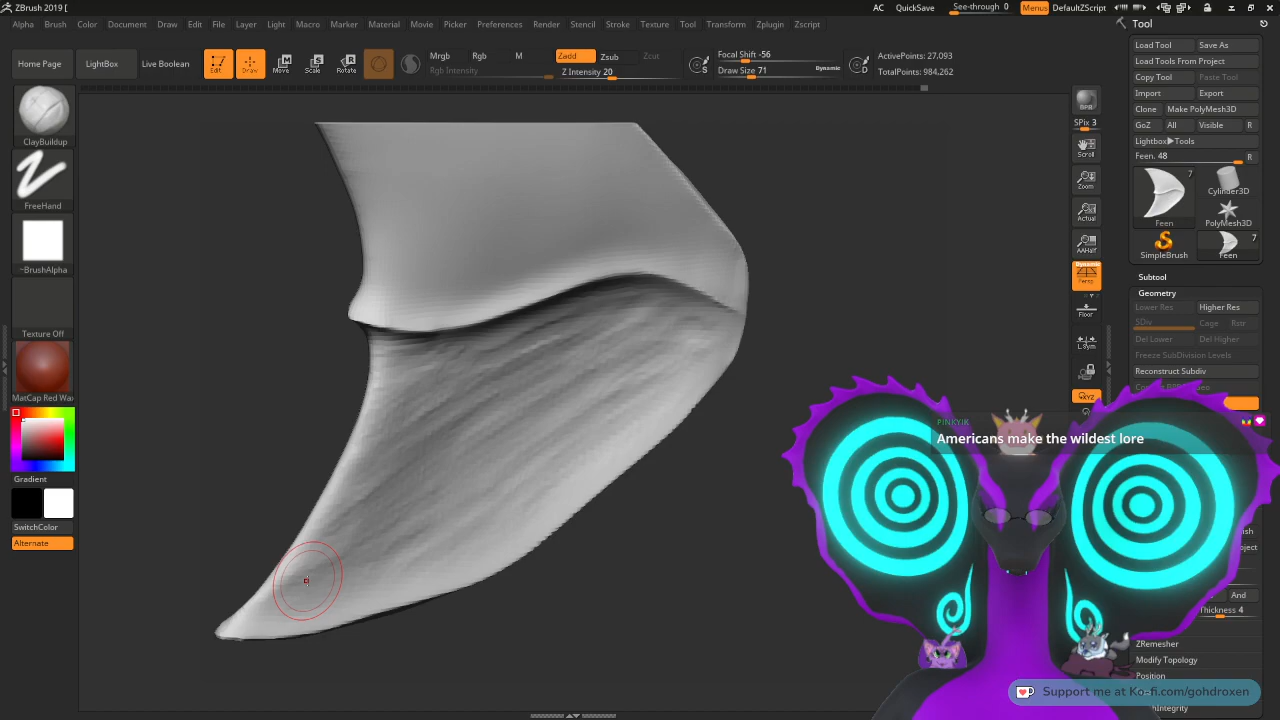 ZBrush 2019 [
AC QuickSave See-through 0 Menus DefaultZScript
Alpha Brush Color Document Draw Edit File Layer Light Macro Marker Material Movie Picker Preferences Render Stencil Stroke Texture Tool Transform Zplugin Zscript
Tool
Home Page LightBox Live Boolean Edit Draw Move Scale Rotate
Mrgb Rgb M Zadd Zsub Zcut
Rgb Intensity Z Intensity 20
Focal Shift -56
Draw Size 71 Dynamic
ActivePoints: 27,093
TotalPoints: 984,262
ClayBuildup
FreeHand
~BrushAlpha
Texture Off
MatCap Red Wax
Gradient
SwitchColor
Alternate
BPR
SPix 3
Scroll
Zoom
Actual
AAHalf
Dynamic
Persp
Floor
L.Sym
XYZ
Load Tool Save As
Load Tools From Project
Copy Tool Paste Tool
Import Export
Clone Make PolyMesh3D
GoZ All Visible R
Lightbox▶Tools
Feen. 48 R
7
Feen Cylinder3D
PolyMesh3D
SimpleBrush 7
Feen
Subtool
Geometry
Lower Res Higher Res
SDiv Cage Rstr
Del Lower Del Higher
Freeze SubDivision Levels
Reconstruct Subdiv
PINKYIK
Americans make the wildest lore
And
Thickness 4
ZRemesher
Modify Topology
Position
Support me at Ko-fi.com/gohdroxen